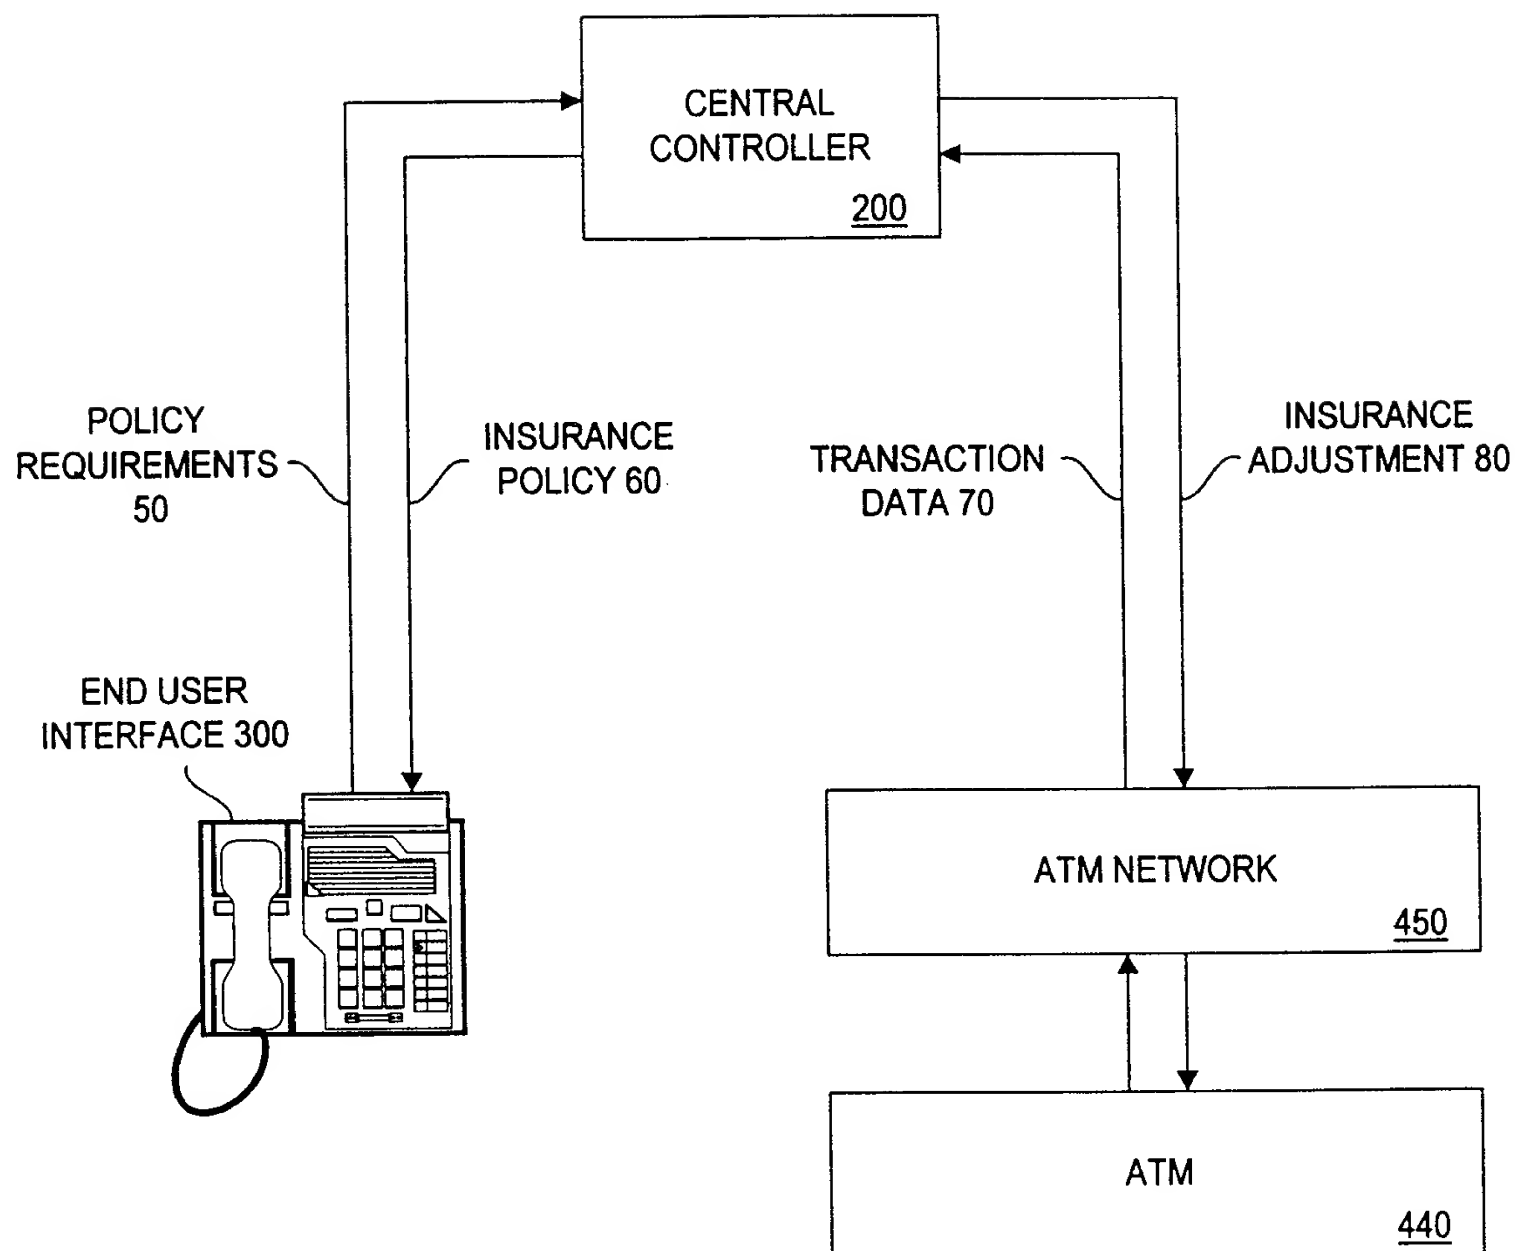 CENTRAL
CONTROLLER
200
POLICY
REQUIREMENTS
50
INSURANCE
POLICY 60
TRANSACTION
DATA 70
INSURANCE
ADJUSTMENT 80
END USER
INTERFACE 300
ATM NETWORK
450
ATM
440